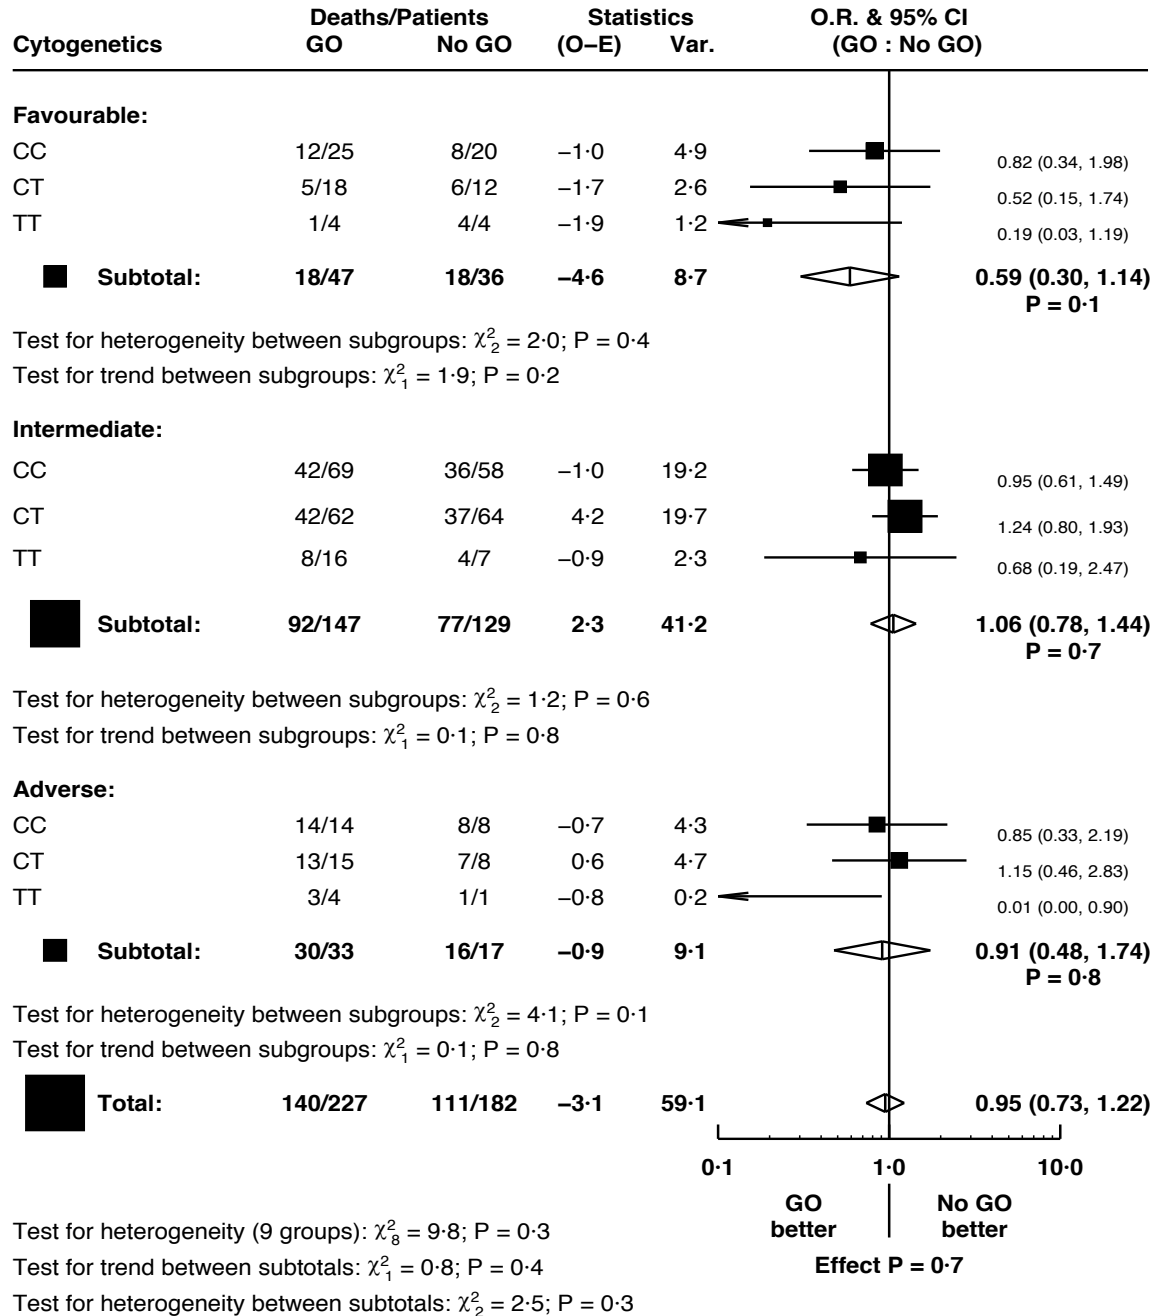 Deaths/Patients Statistics O.R. & 95% CI
Cytogenetics GO No GO (O–E) Var. (GO : No GO)
Favourable:
CC 12/25 8/20 –1·0 4·9 0.82 (0.34, 1.98)
CT 5/18 6/12 –1·7 2·6 0.52 (0.15, 1.74)
TT 1/4 4/4 –1·9 1·2 0.19 (0.03, 1.19)
Subtotal: 18/47 18/36 –4·6 8·7 0.59 (0.30, 1.14)
P = 0·1
Test for heterogeneity between subgroups: χ²₂ = 2·0; P = 0·4
Test for trend between subgroups: χ²₁ = 1·9; P = 0·2
Intermediate:
CC 42/69 36/58 –1·0 19·2 0.95 (0.61, 1.49)
CT 42/62 37/64 4·2 19·7 1.24 (0.80, 1.93)
TT 8/16 4/7 –0·9 2·3 0.68 (0.19, 2.47)
Subtotal: 92/147 77/129 2·3 41·2 1.06 (0.78, 1.44)
P = 0·7
Test for heterogeneity between subgroups: χ²₂ = 1·2; P = 0·6
Test for trend between subgroups: χ²₁ = 0·1; P = 0·8
Adverse:
CC 14/14 8/8 –0·7 4·3 0.85 (0.33, 2.19)
CT 13/15 7/8 0·6 4·7 1.15 (0.46, 2.83)
TT 3/4 1/1 –0·8 0·2 0.01 (0.00, 0.90)
Subtotal: 30/33 16/17 –0·9 9·1 0.91 (0.48, 1.74)
P = 0·8
Test for heterogeneity between subgroups: χ²₂ = 4·1; P = 0·1
Test for trend between subgroups: χ²₁ = 0·1; P = 0·8
Total: 140/227 111/182 –3·1 59·1 0.95 (0.73, 1.22)
0·1 1·0 10·0
GO No GO
better better
Test for heterogeneity (9 groups): χ²₈ = 9·8; P = 0·3
Test for trend between subtotals: χ²₁ = 0·8; P = 0·4
Effect P = 0·7
Test for heterogeneity between subtotals: χ²₂ = 2·5; P = 0·3